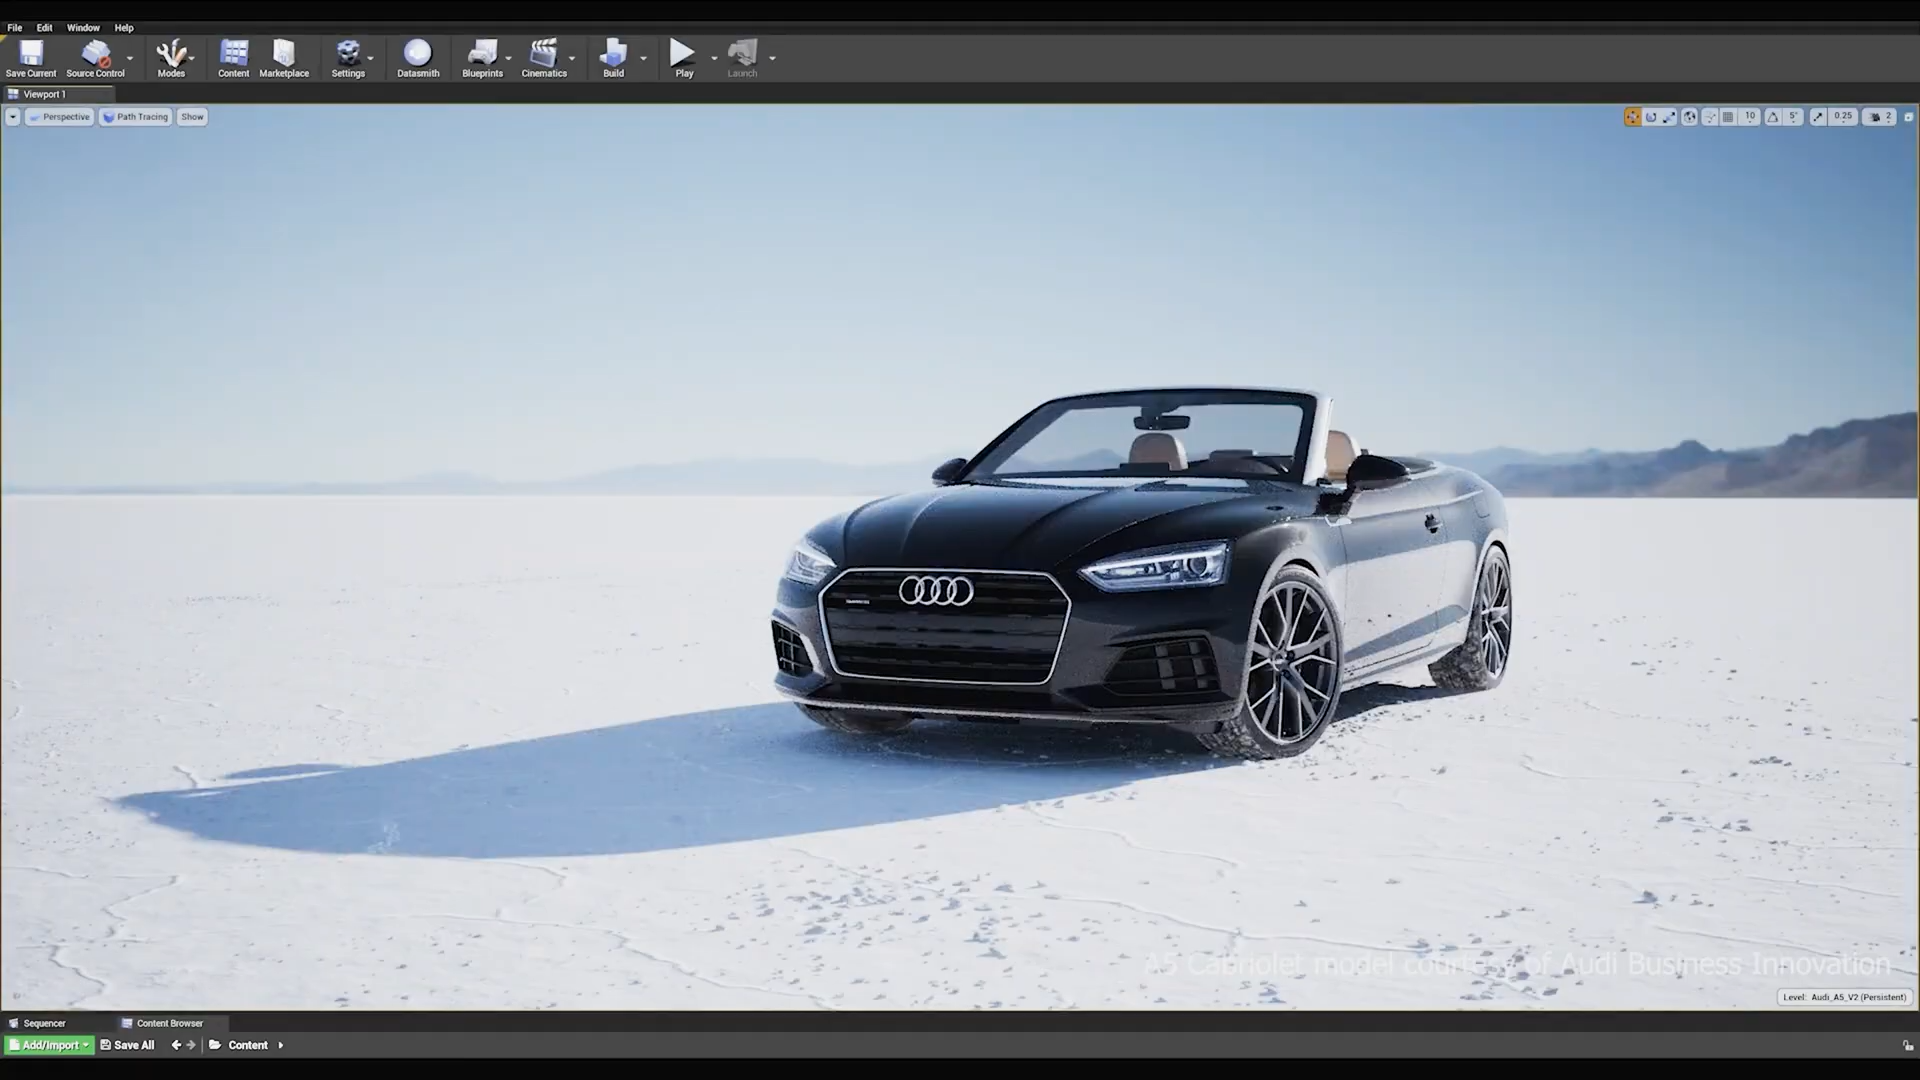 File Edit Window Help
Save Current Source Control Modes Content Marketplace Settings Datasmith Blueprints Cinematics Build Play Launch
Viewport 1
Perspective Path Tracing Show 10 5° 0.25 2
A5 Cabriolet model courtesy of Audi Business Innovation
Level: Audi_A5_V2 (Persistent)
Sequencer Content Browser
Add/Import Save All Content